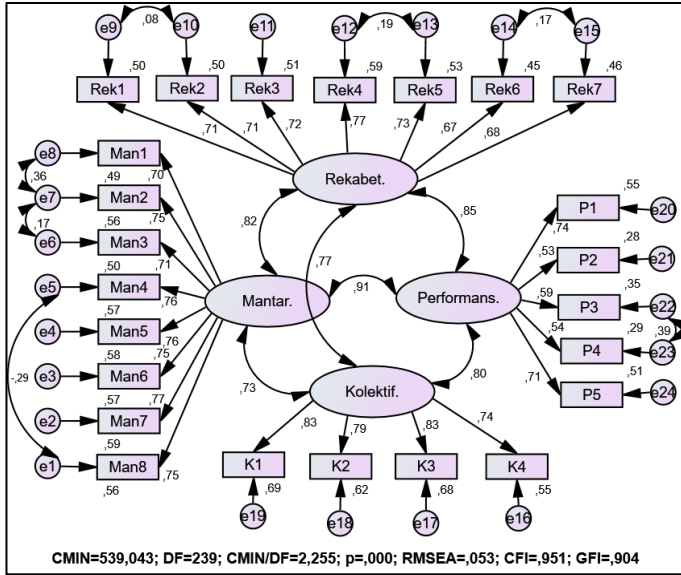 e9 ,08 e10 e11 e12 ,19 e13 e14 ,17 e15
,50 ,50 ,51 ,59 ,53 ,45 ,46
Rek1 Rek2 Rek3 Rek4 Rek5 Rek6 Rek7
,71 ,71 ,72 ,77 ,73 ,67 ,68
Rekabet.
e8 Man1
,36 ,49 ,70
e7 Man2
,17 ,56 ,75
e6 Man3
,50 ,71
e5 Man4
,57 ,76
e4 Man5
,58 ,76
e3 Man6
,57 ,75
e2 Man7
,59 ,77
e1 Man8
,56 ,75
-,29
,82 ,77 ,85
Mantar. ,91 Performans.
,73 ,80
Kolektif.
,55
P1 e20
,74 ,28
P2 e21
,53 ,35
P3 e22
,59 ,29 ,39
P4 e23
,54 ,51
P5 e24
,71
,83 ,79 ,83 ,74
K1 K2 K3 K4
,69 ,62 ,68 ,55
e19 e18 e17 e16
CMIN=539,043; DF=239; CMIN/DF=2,255; p=,000; RMSEA=,053; CFI=,951; GFI=,904